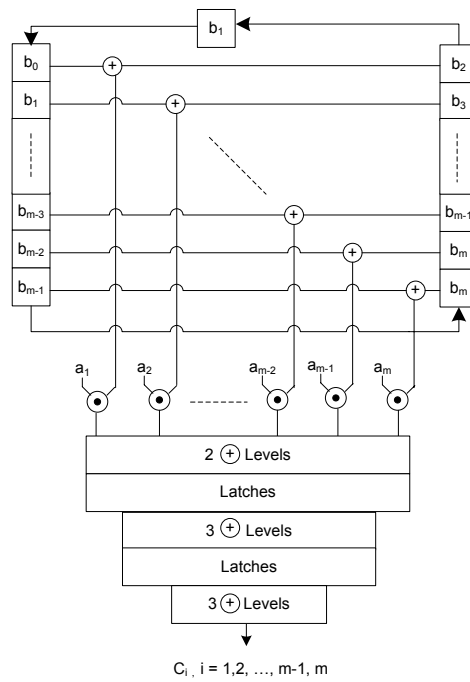 b1
b0 b2
b1 b3
bm-3 bm-1
bm-2 bm
bm-1 bm
a1 a2 am-2 am-1 am
2 + Levels
Latches
3 + Levels
Latches
3 + Levels
Ci , i = 1,2, …, m-1, m